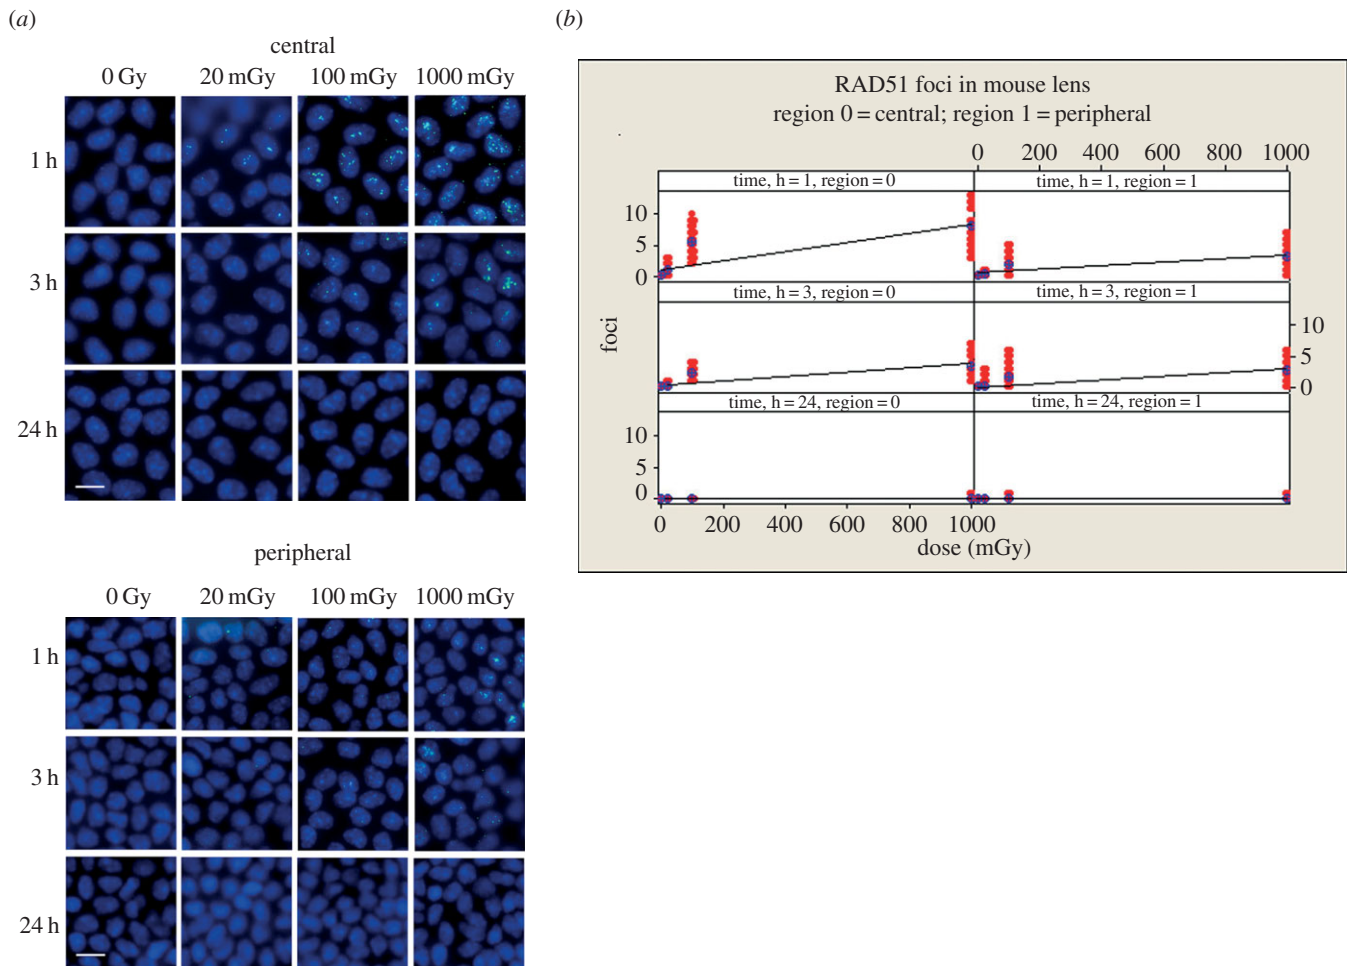 (a)
central
0 Gy 20 mGy 100 mGy 1000 mGy
1 h
3 h
24 h
peripheral
0 Gy 20 mGy 100 mGy 1000 mGy
1 h
3 h
24 h
(b)
RAD51 foci in mouse lens
region 0 = central; region 1 = peripheral
0 200 400 600 800 1000
time, h = 1, region = 0 time, h = 1, region = 1
10
5
0
time, h = 3, region = 0 time, h = 3, region = 1
foci
10
5
0
time, h = 24, region = 0 time, h = 24, region = 1
10
5
0
0 200 400 600 800 1000
dose (mGy)